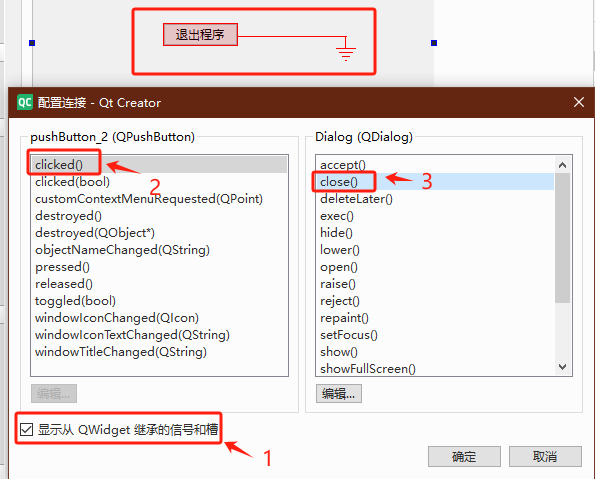 退出程序
QC 配置连接 - Qt Creator
pushButton_2 (QPushButton)
clicked()
clicked(bool)
customContextMenuRequested(QPoint)
destroyed()
destroyed(QObject*)
objectNameChanged(QString)
pressed()
released()
toggled(bool)
windowIconChanged(QIcon)
windowIconTextChanged(QString)
windowTitleChanged(QString)
编辑...
2
Dialog (QDialog)
accept()
close()
deleteLater()
exec()
hide()
lower()
open()
raise()
reject()
repaint()
setFocus()
show()
showFullScreen()
编辑...
3
显示从 QWidget 继承的信号和槽
1
确定
取消